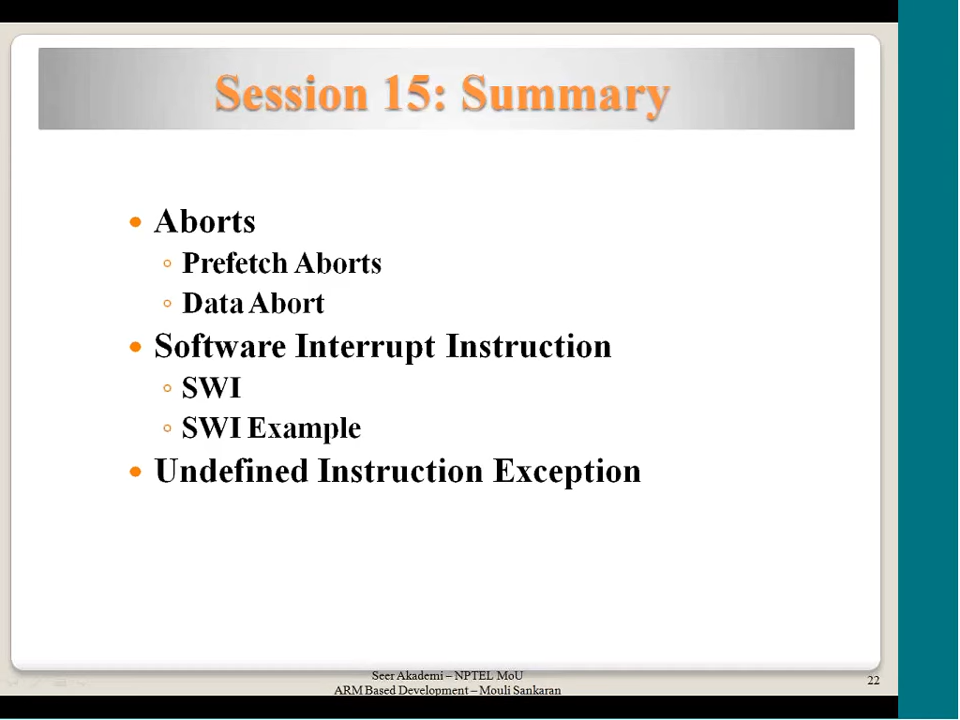 Session 15: Summary
Aborts
Prefetch Aborts
Data Abort
Software Interrupt Instruction
SWI
SWI Example
Undefined Instruction Exception
Seer Akademi – NPTEL MoU
ARM Based Development – Mouli Sankaran
22